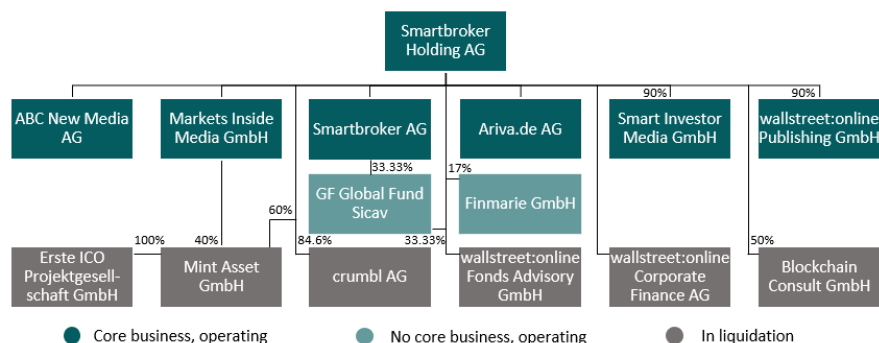 Smartbroker
Holding AG
90%
90%
ABC New Media
AG
Markets Inside
Media GmbH
Smartbroker AG
Ariva.de AG
Smart Investor
Media GmbH
wallstreet:online
Publishing GmbH
33.33%
17%
GF Global Fund
Sicav
Finmarie GmbH
60%
100%
40%
84.6%
33.33%
50%
Erste ICO
Projektgesell-
schaft GmbH
Mint Asset
GmbH
crumbl AG
wallstreet:online
Fonds Advisory
GmbH
wallstreet:online
Corporate
Finance AG
Blockchain
Consult GmbH
Core business, operating
No core business, operating
In liquidation